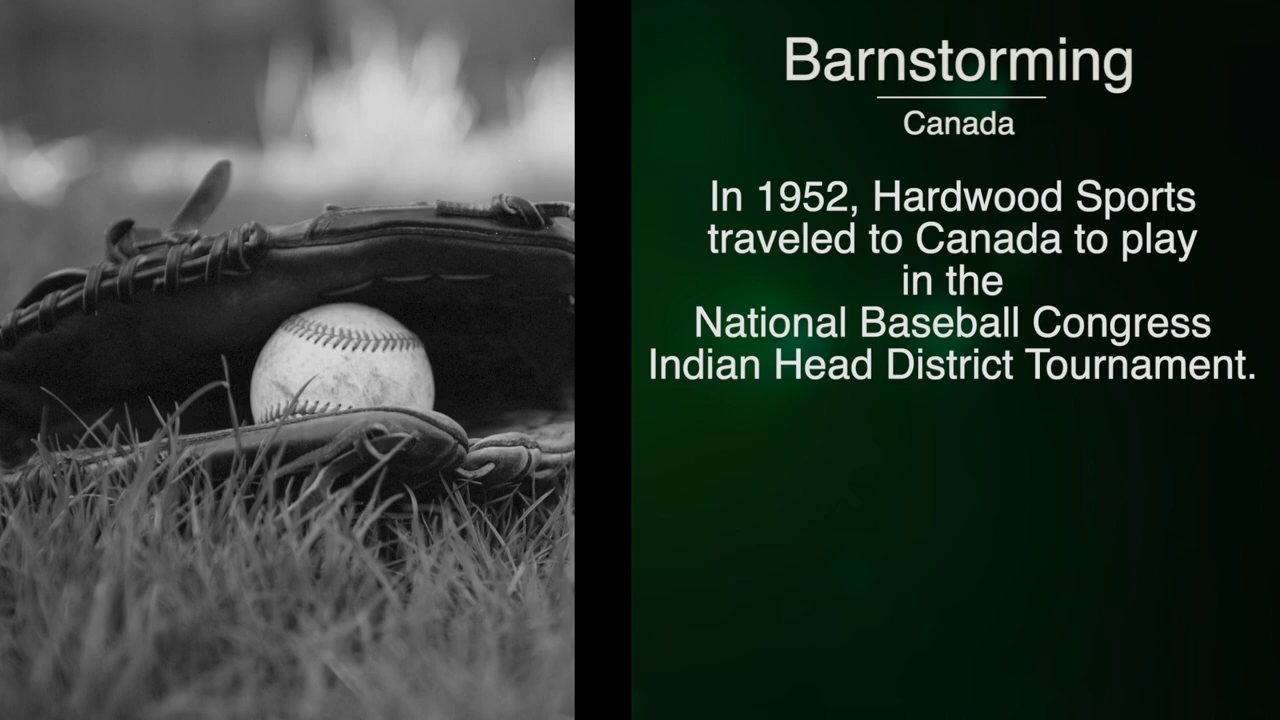 Barnstorming
Canada
In 1952, Hardwood Sports
traveled to Canada to play
in the
National Baseball Congress
Indian Head District Tournament.